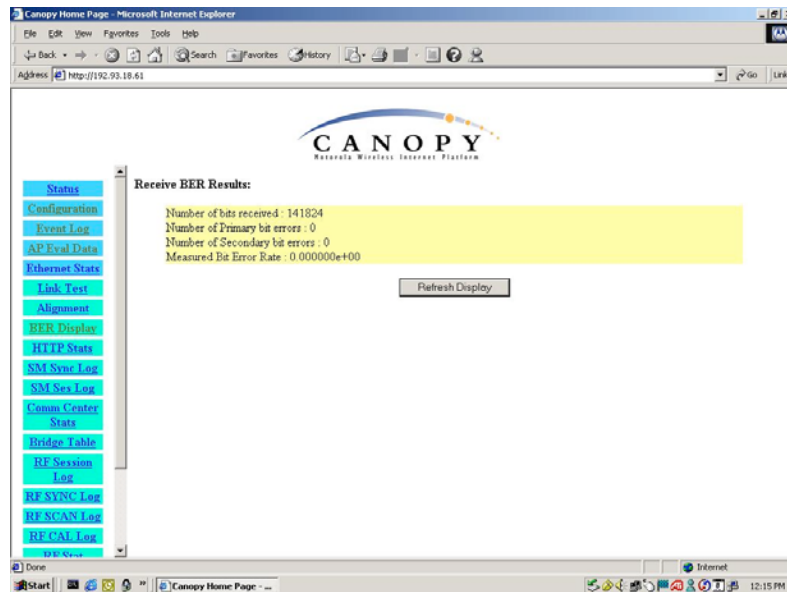 Canopy Home Page - Microsoft Internet Explorer
File Edit View Favorites Tools Help
Back Search Favorites History
Address http://192.93.18.61 Go Link
CANOPY
Motorola Wireless Internet Platform
Status
Configuration
Event Log
AP Eval Data
Ethernet Stats
Link Test
Alignment
BER Display
HTTP Stats
SM Sync Log
SM Ses Log
Comm Center
Stats
Bridge Table
RF Session
Log
RF SYNC Log
RF SCAN Log
RF CAL Log
RF Stat
Receive BER Results:
Number of bits received : 141824
Number of Primary bit errors : 0
Number of Secondary bit errors : 0
Measured Bit Error Rate : 0.000000e+00
Refresh Display
Done Internet
Start Canopy Home Page - ... 12:15 PM